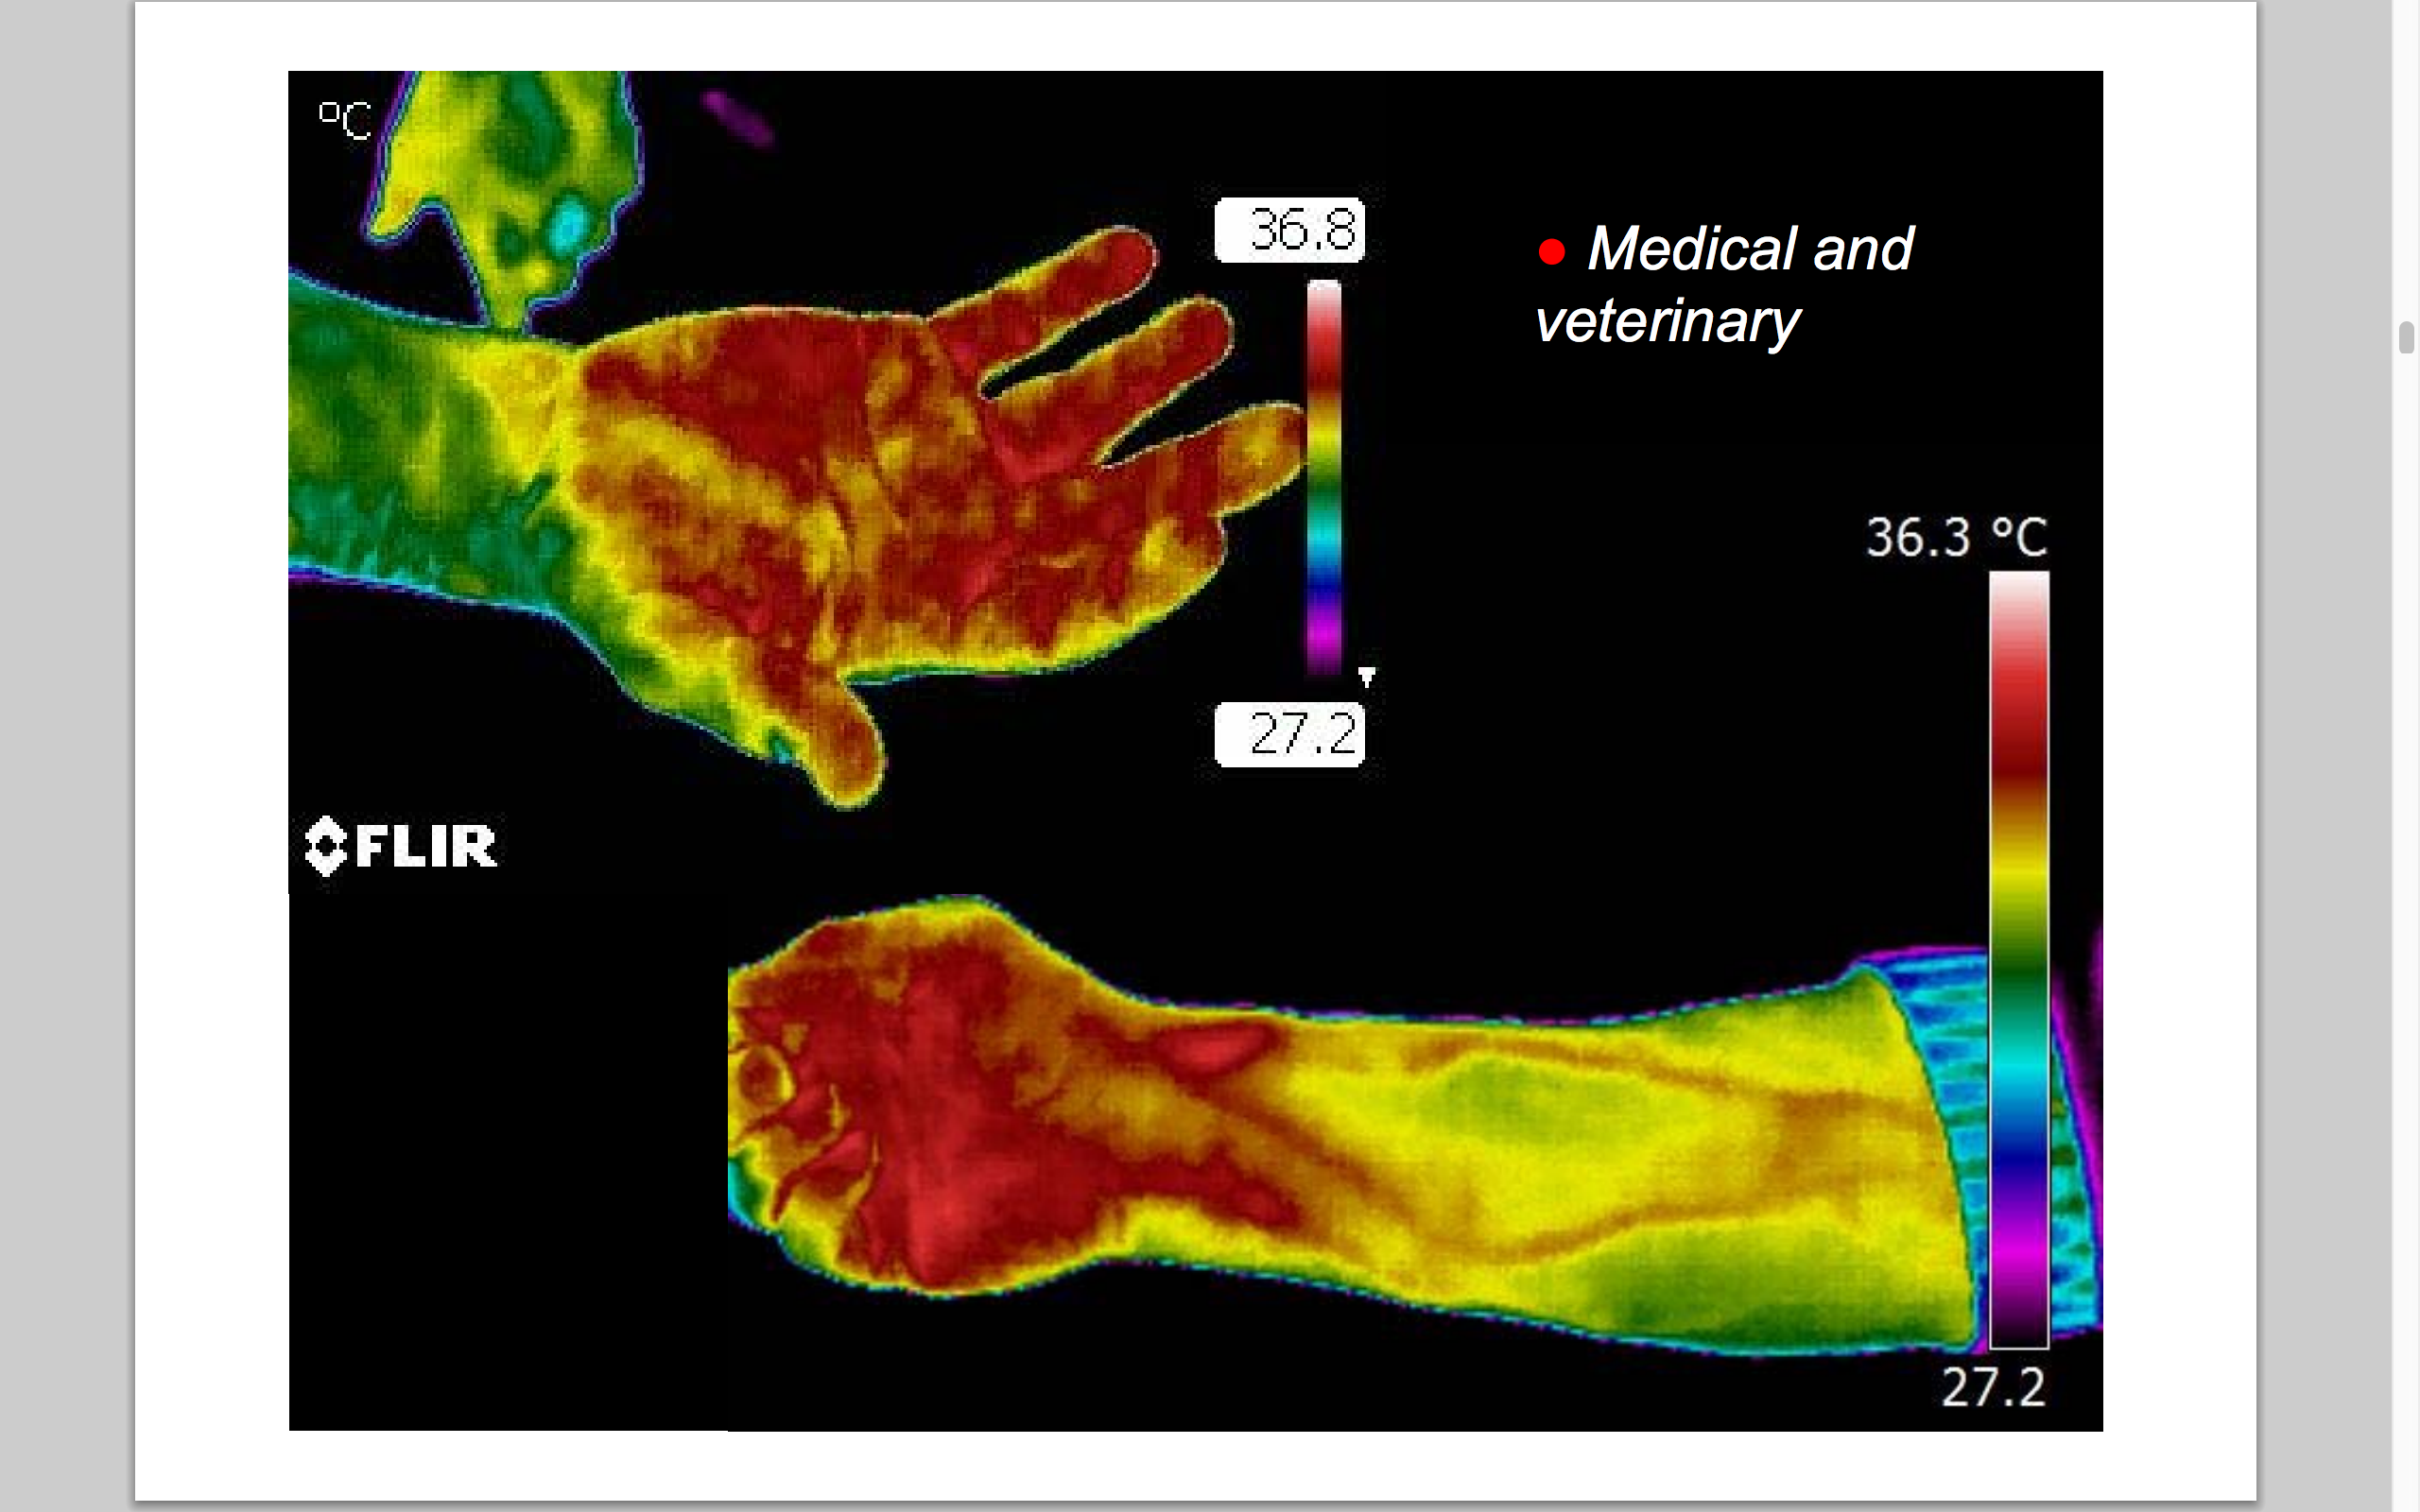 °C
36.8
● Medical and
veterinary
36.3 °C
27.2
FLIR
27.2